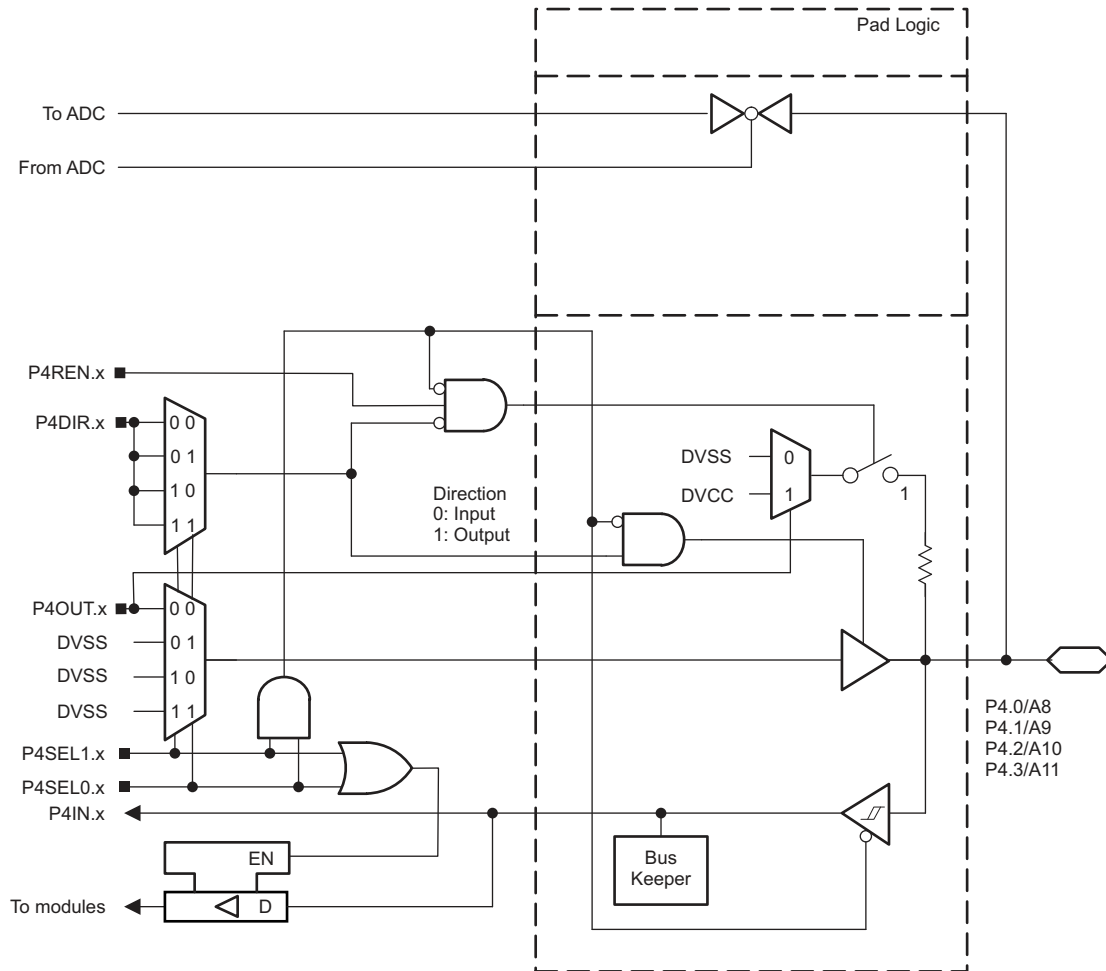 Pad Logic
To ADC
From ADC
P4REN.x
P4DIR.x
0 0
0 1
1 0
1 1
Direction
0: Input
1: Output
DVSS
DVCC
0
1
1
P4OUT.x
DVSS
DVSS
DVSS
0 0
0 1
1 0
1 1
P4SEL1.x
P4SEL0.x
P4IN.x
P4.0/A8
P4.1/A9
P4.2/A10
P4.3/A11
Bus
Keeper
EN
D
To modules